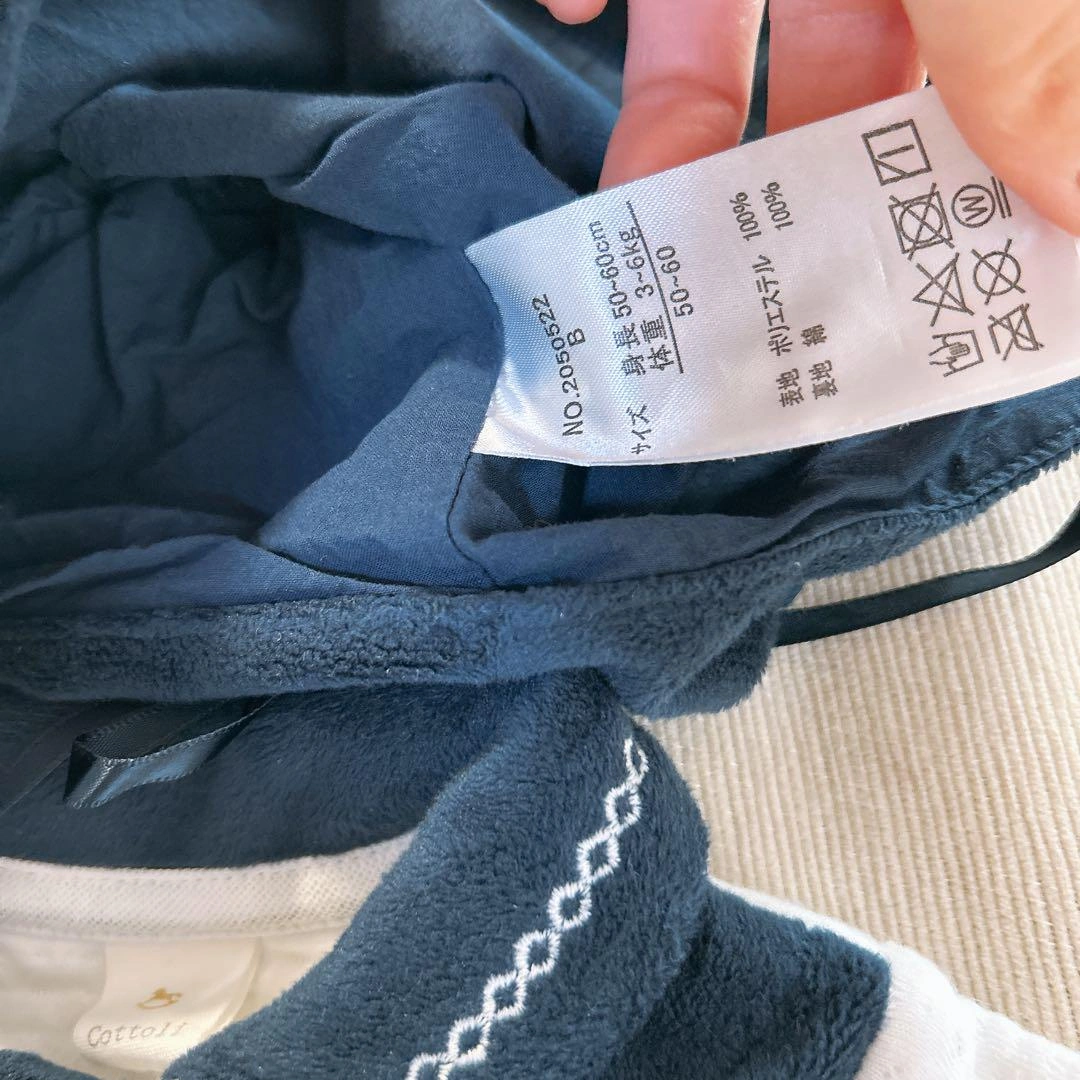 NO.2050522
B
サイズ 身長 50~60cm
体重 3~6kg
50~60
表地 ポリエステル 100%
裏地 綿 100%
W
Cottoli